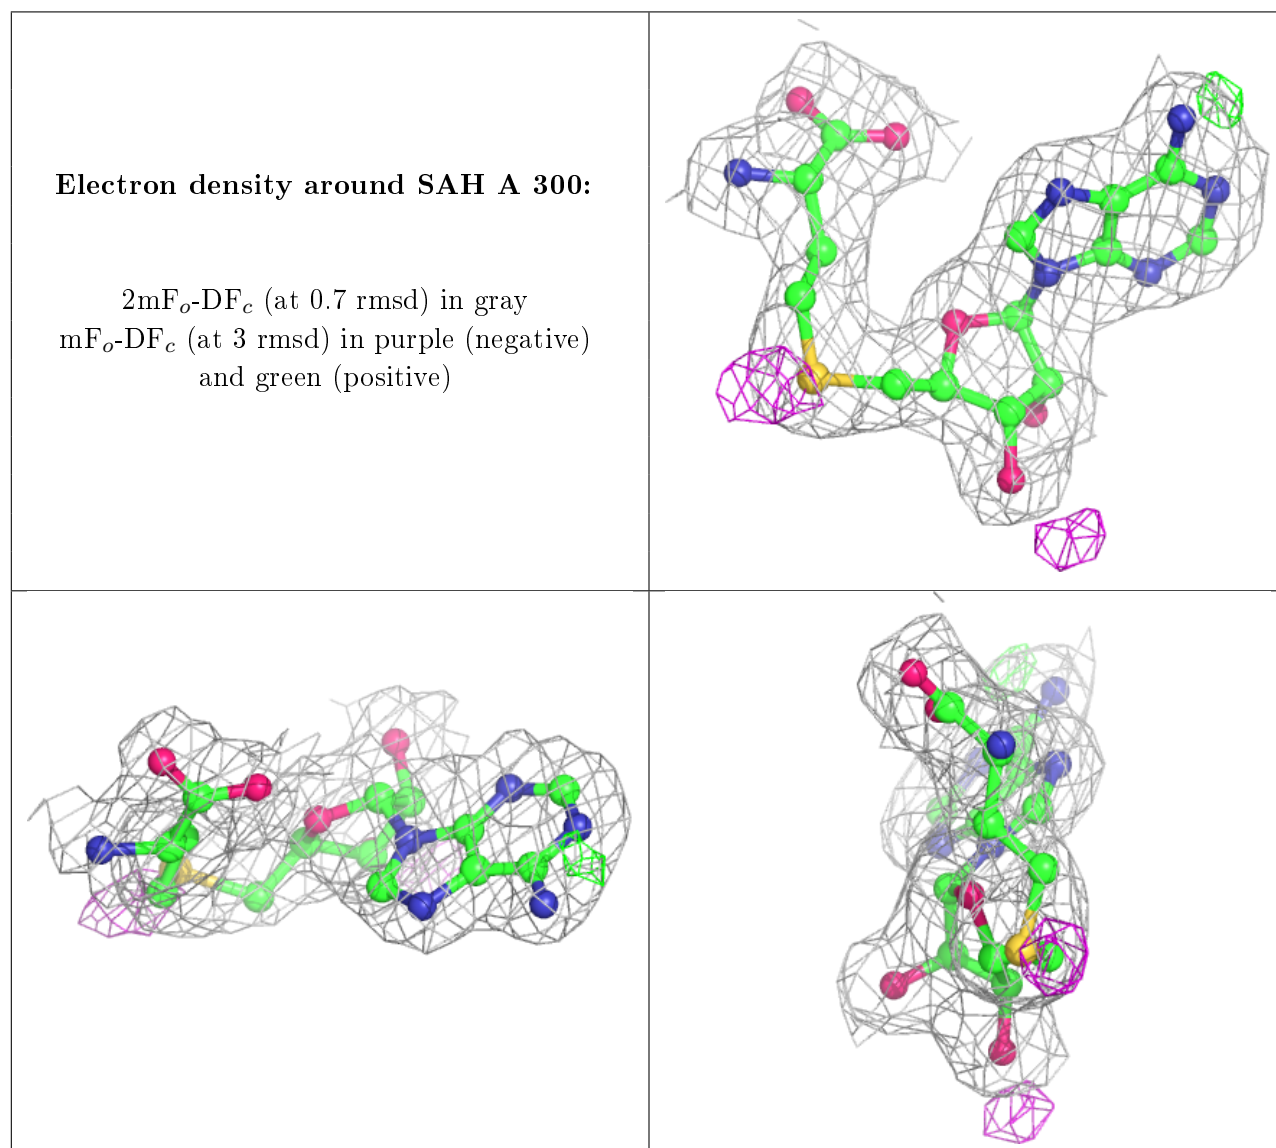 Electron density around SAH A 300:
2mFₒ-DF𝒸 (at 0.7 rmsd) in gray
mFₒ-DF𝒸 (at 3 rmsd) in purple (negative)
and green (positive)